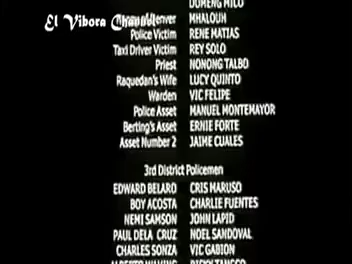 DOMENG MILO
El Vibora Channel
MHALOUH
Police Victim RENE MATIAS
Taxi Driver Victim REY SOLO
Priest NONONG TALBO
Raquedan's Wife LUCY QUINTO
Warden VIC FELIPE
Police Asset MANUEL MONTEMAYOR
Berting's Asset ERNIE FORTE
Asset Number 2 JAIME CUALES
3rd District Policemen
EDWARD BELARO CRIS MARUSO
BOY ACOSTA CHARLIE FUENTES
NEMI SAMSON JOHN LAPID
PAUL DELA CRUZ NOEL SANDOVAL
CHARLES SONZA VIC GABION
RICKY TANGCO